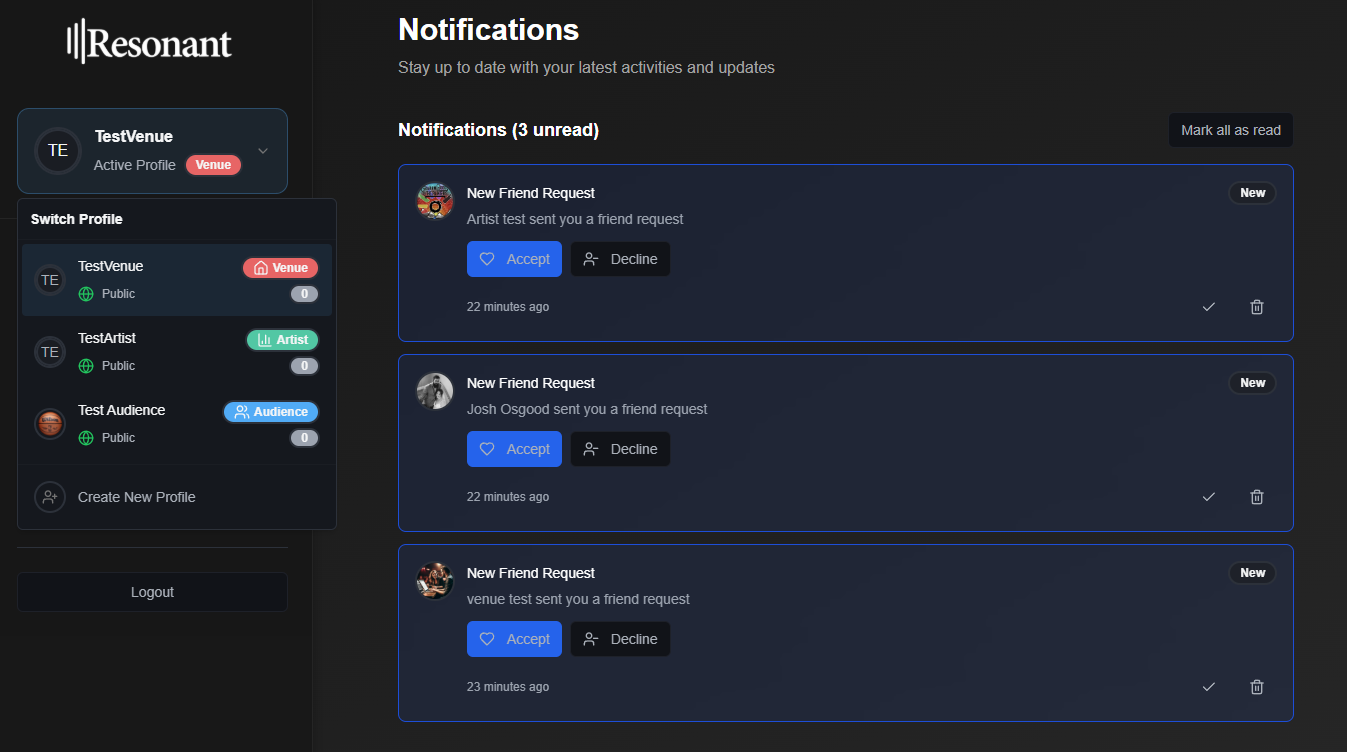 Resonant
TE
TestVenue
Active Profile Venue
Switch Profile
TE
TestVenue
Venue
Public
0
TE
TestArtist
Artist
Public
0
Test Audience
Audience
Public
0
Create New Profile
Logout
Notifications
Stay up to date with your latest activities and updates
Notifications (3 unread)
Mark all as read
New Friend Request
New
Artist test sent you a friend request
Accept
Decline
22 minutes ago
New Friend Request
New
Josh Osgood sent you a friend request
Accept
Decline
22 minutes ago
New Friend Request
New
venue test sent you a friend request
Accept
Decline
23 minutes ago